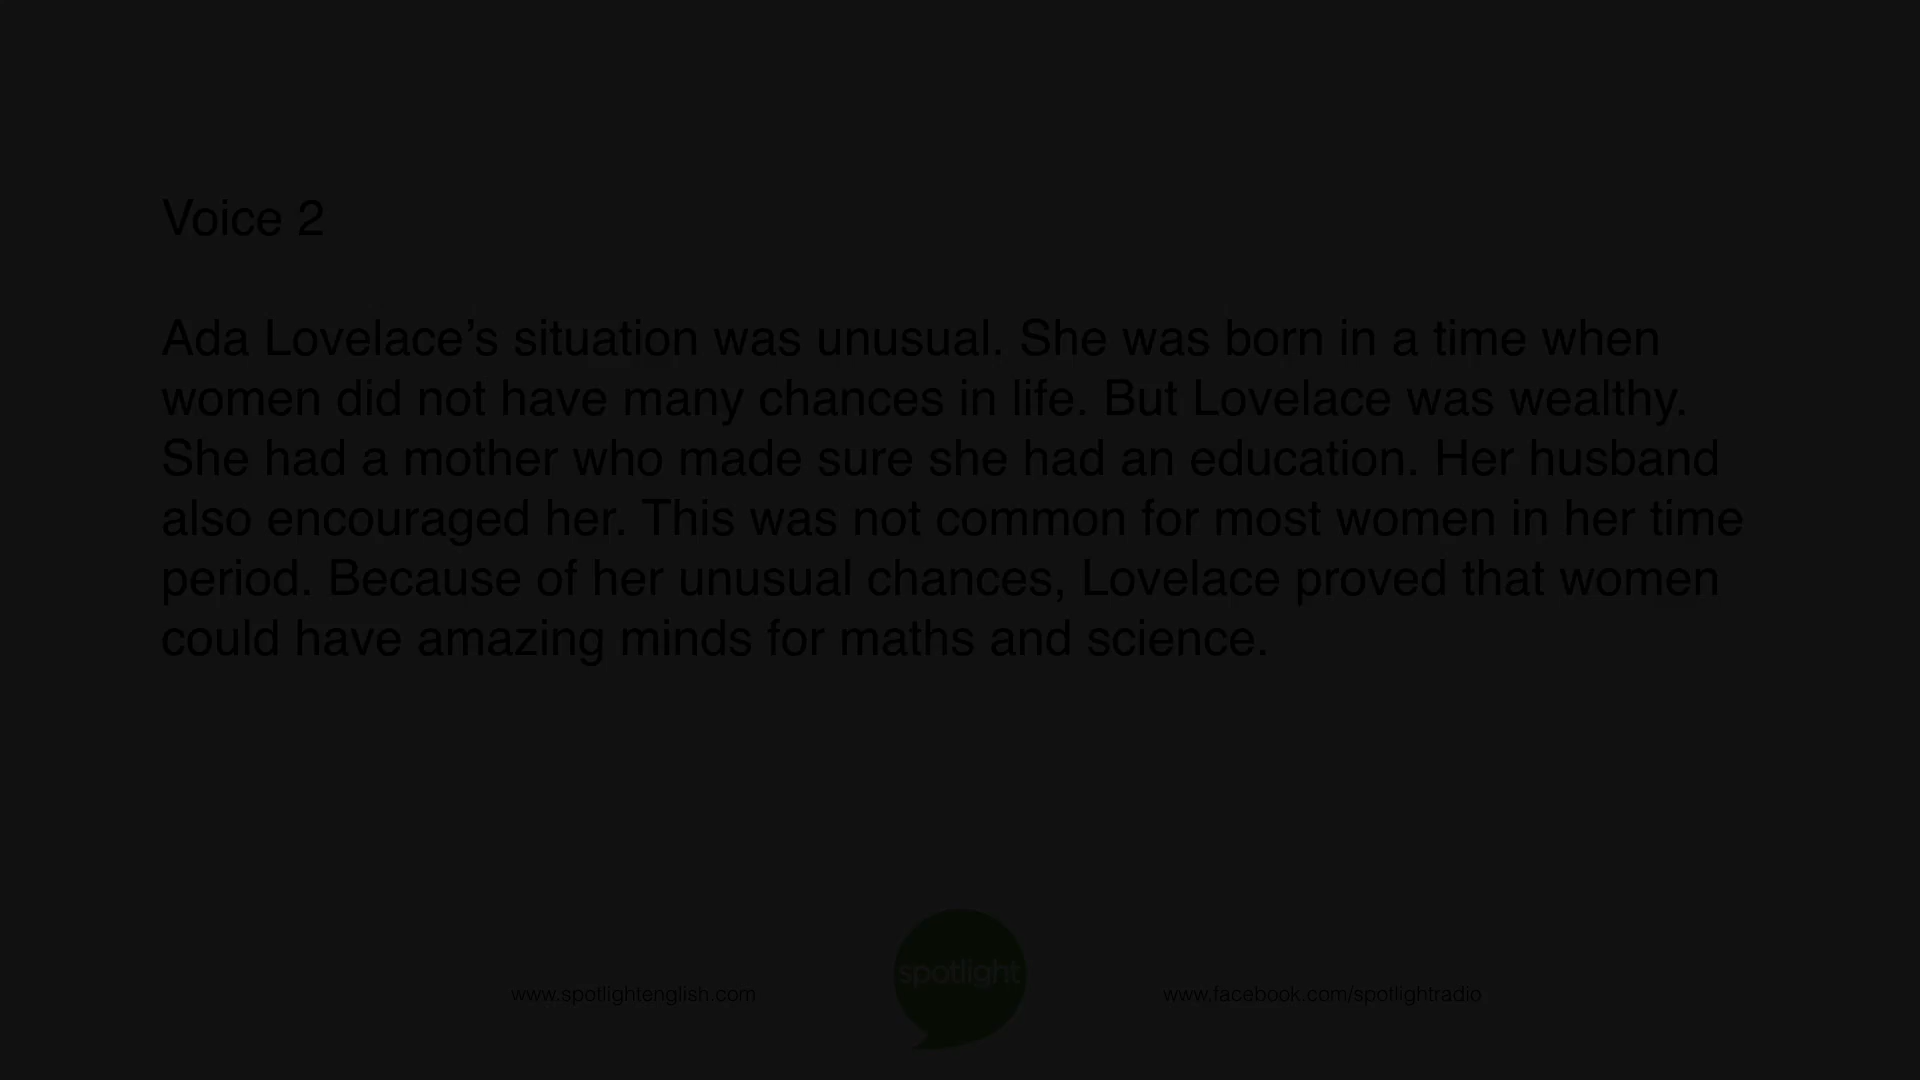 Voice 2
Ada Lovelace’s situation was unusual. She was born in a time when
women did not have many chances in life. But Lovelace was wealthy.
She had a mother who made sure she had an education. Her husband
also encouraged her. This was not common for most women in her time
period. Because of her unusual chances, Lovelace proved that women
could have amazing minds for maths and science.
spotlight
www.spotlightenglish.com
www.facebook.com/spotlightradio